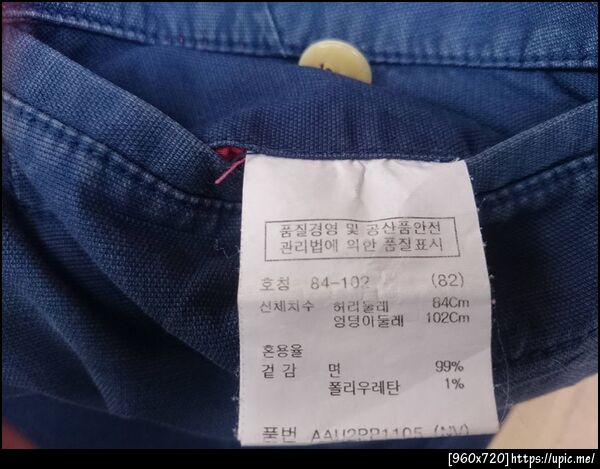 품질경영 및 공산품안전
관리법에 의한 품질표시
호칭 84-102 (82)
신체치수 허리둘레 84Cm
엉덩이둘레 102Cm
혼용율
겉감 면 99%
폴리우레탄 1%
품번 (NV)
[960x720]https://upic.me/